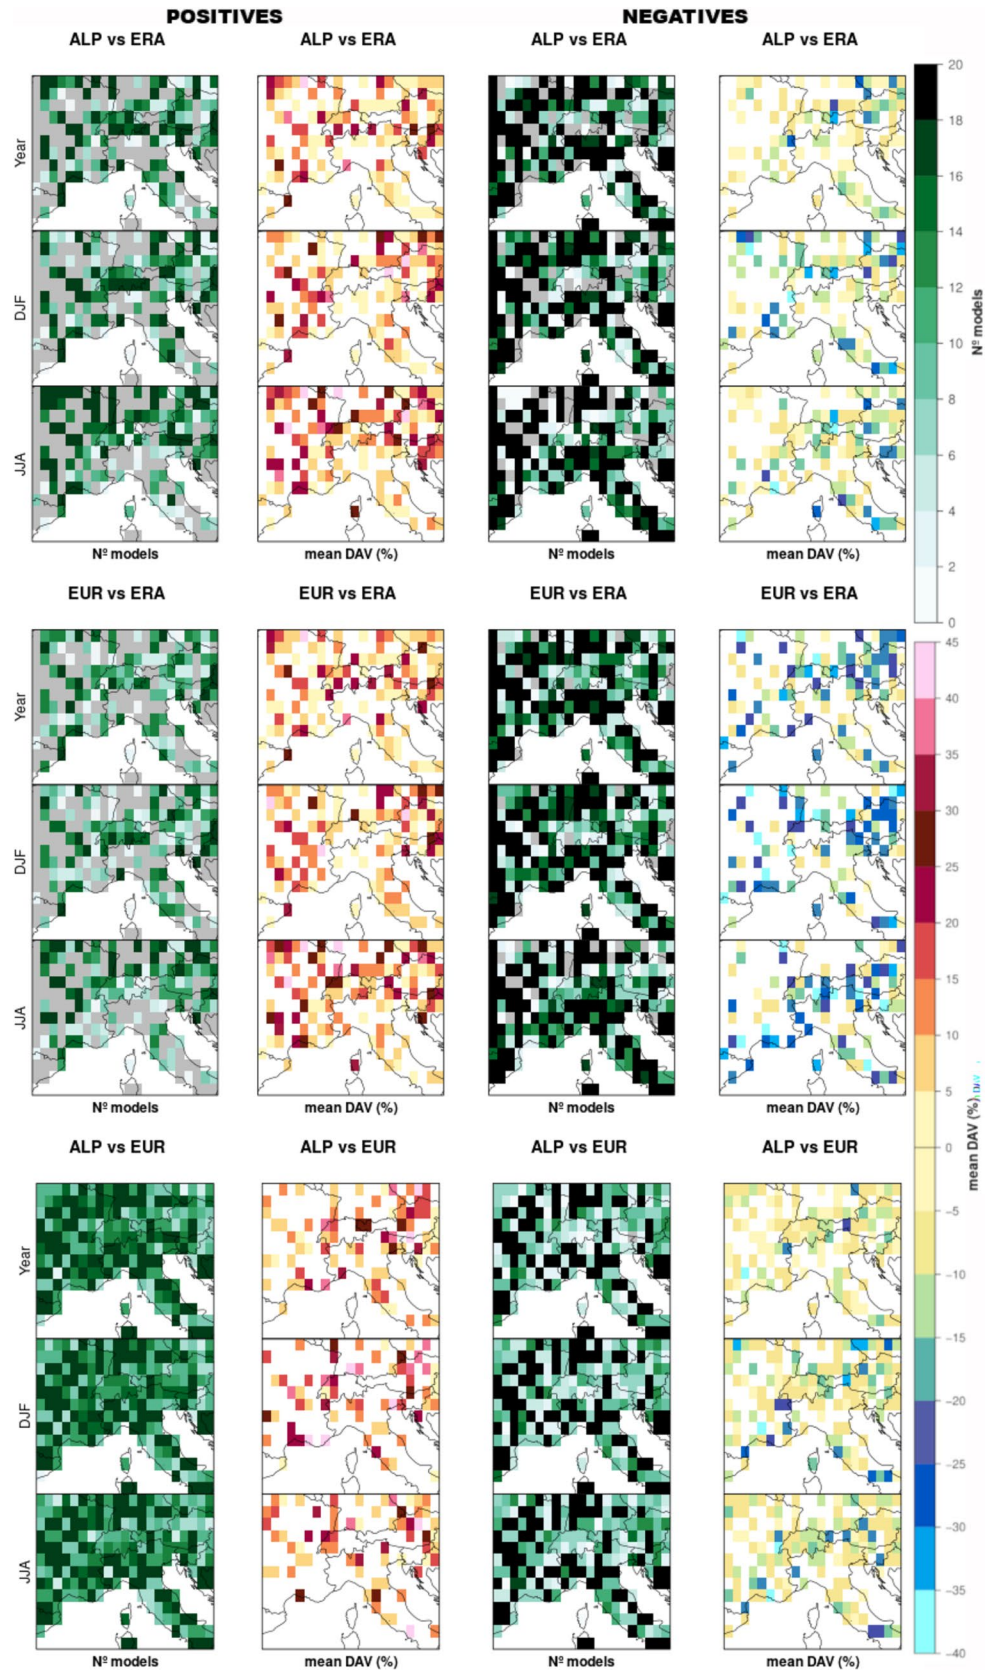 POSITIVES NEGATIVES
ALP vs ERA ALP vs ERA ALP vs ERA ALP vs ERA
Year
DJF
JJA
Nº models mean DAV (%) Nº models mean DAV (%)
EUR vs ERA EUR vs ERA EUR vs ERA EUR vs ERA
Year
DJF
JJA
Nº models mean DAV (%) Nº models mean DAV (%)
ALP vs EUR ALP vs EUR ALP vs EUR ALP vs EUR
Year
DJF
JJA
Nº models mean DAV (%) Nº models mean DAV (%)
20
18
16
14
12
10
8
6
4
2
0
Nº models
45
40
35
30
25
20
15
10
5
0
−5
−10
−15
−20
−25
−30
−35
−40
mean DAV (%)